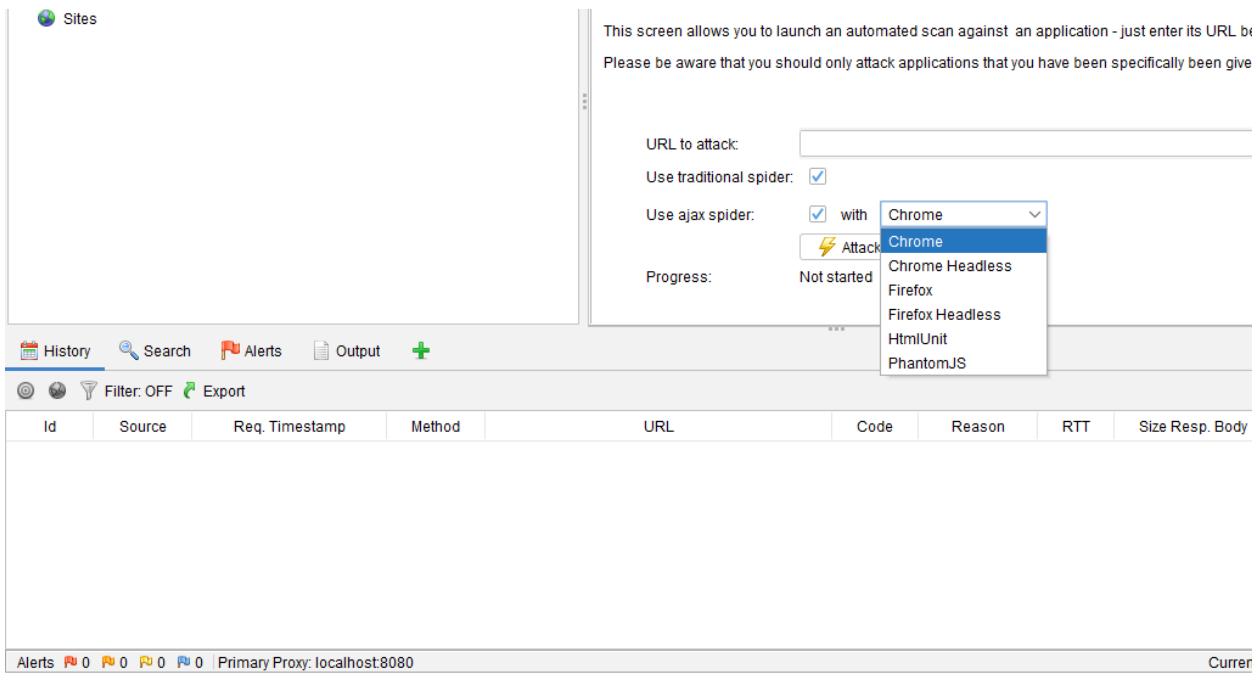 Sites
This screen allows you to launch an automated scan against an application - just enter its URL be
Please be aware that you should only attack applications that you have been specifically been give
URL to attack:
Use traditional spider:
Use ajax spider: with Chrome
Attack Chrome
Chrome Headless
Progress: Not started
Firefox
Firefox Headless
HtmlUnit
PhantomJS
History Search Alerts Output
Filter: OFF Export
Id Source Req. Timestamp Method URL Code Reason RTT Size Resp. Body
Alerts 0 0 0 0 Primary Proxy: localhost:8080 Curren